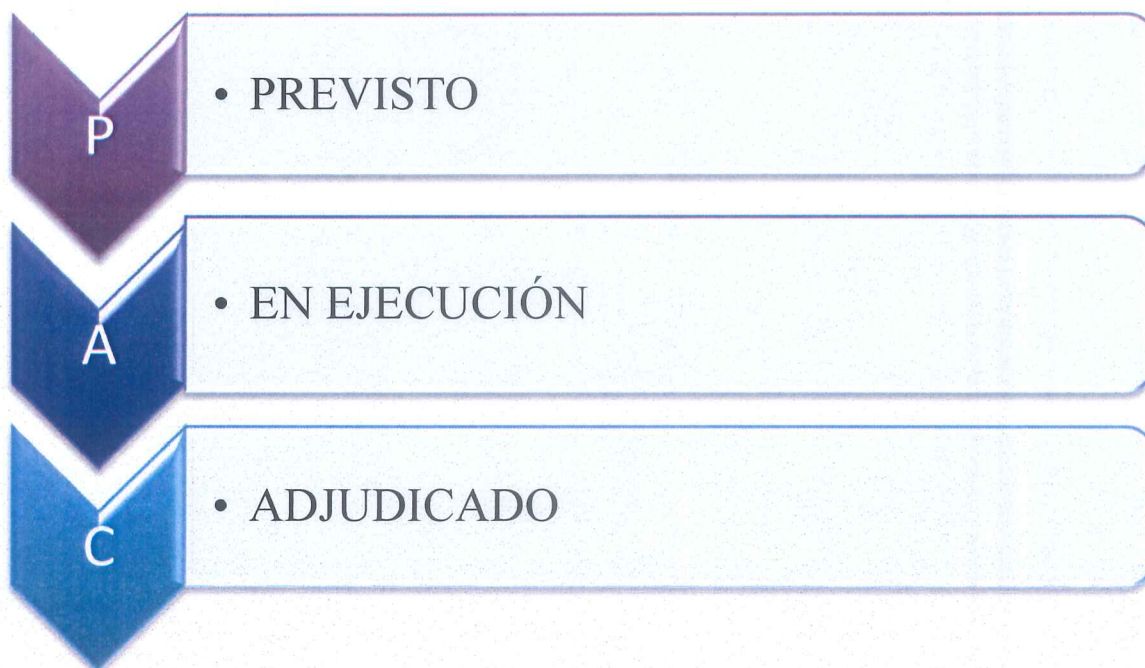 P
• PREVISTO
A
• EN EJECUCIÓN
C
• ADJUDICADO